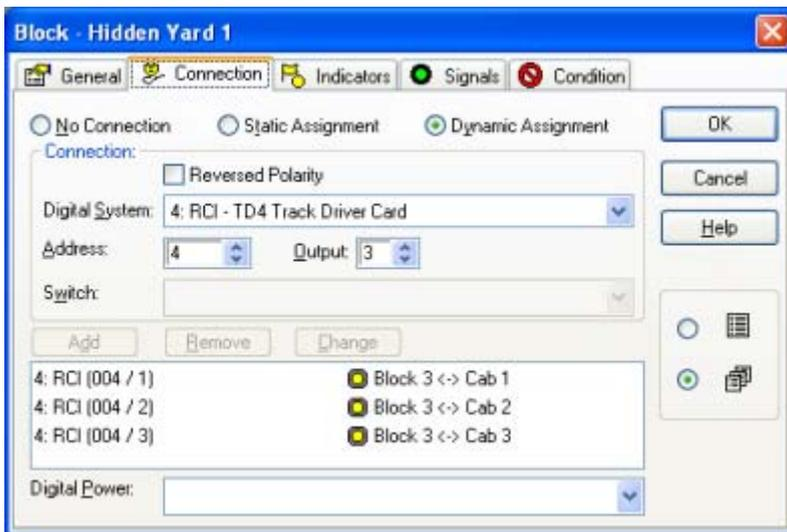 Block - Hidden Yard 1
General Connection Indicators Signals Condition
No Connection Static Assignment Dynamic Assignment
OK
Connection:
Reversed Polarity
Cancel
Digital System: 4: RCI - TD4 Track Driver Card
Help
Address: 4 Output: 3
Switch:
Add Remove Change
4: RCI (004 / 1) Block 3 <-> Cab 1
4: RCI (004 / 2) Block 3 <-> Cab 2
4: RCI (004 / 3) Block 3 <-> Cab 3
Digital Power: